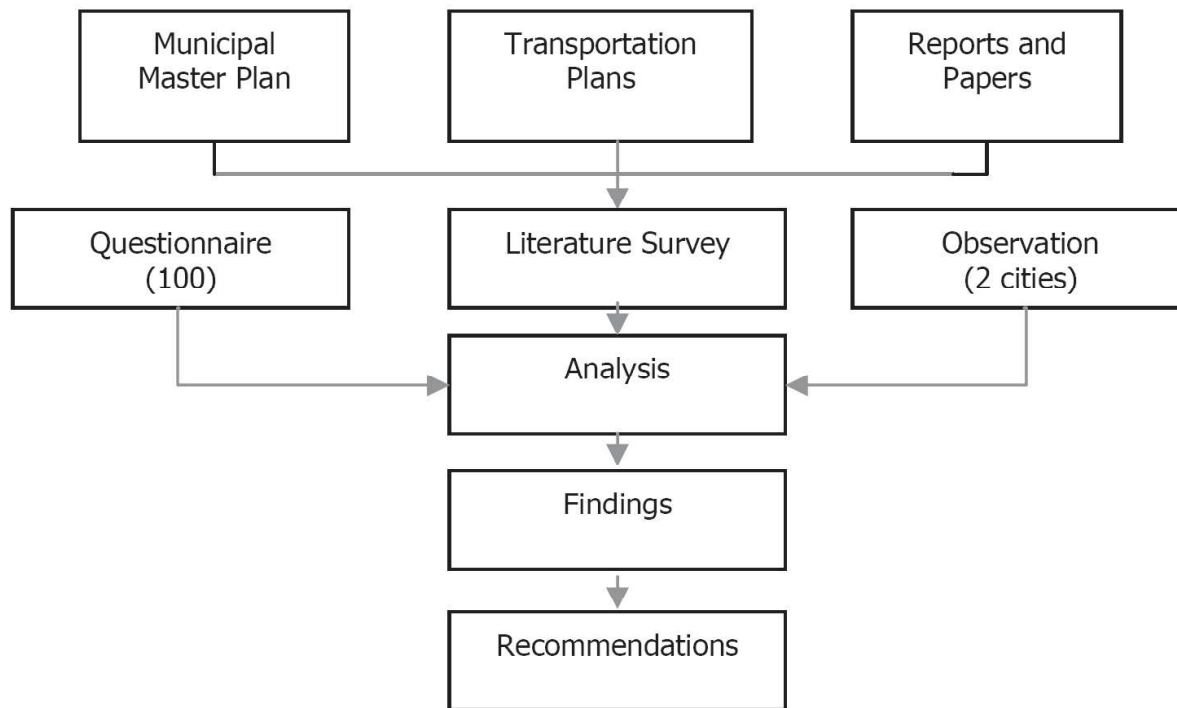 Municipal
Master Plan
Transportation
Plans
Reports and
Papers
Questionnaire
(100)
Literature Survey
Observation
(2 cities)
Analysis
Findings
Recommendations